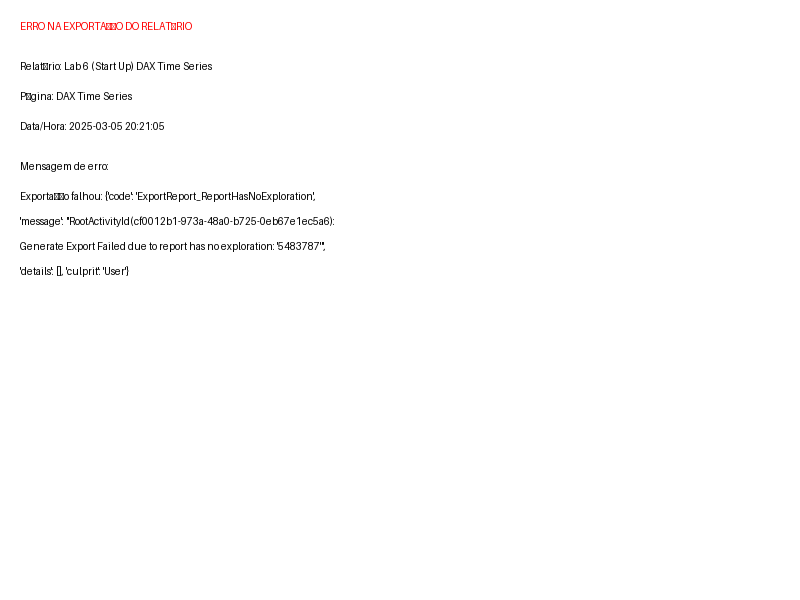 ERRO NA EXPORTA▯▯O DO RELAT▯RIO
Relat▯rio: Lab 6 (Start Up) DAX Time Series
P▯gina: DAX Time Series
Data/Hora: 2025-03-05 20:21:05
Mensagem de erro:
Exporta▯▯o falhou: {'code': 'ExportReport_ReportHasNoExploration',
'message': "RootActivityId(cf0012b1-973a-48a0-b725-0eb67e1ec5a6):
Generate Export Failed due to report has no exploration: '5483787'",
'details': [], 'culprit': 'User'}